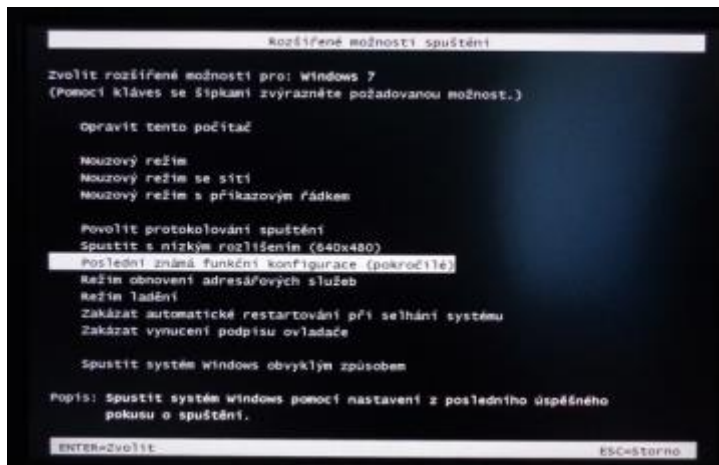 Rozšířené možnosti spuštění
Zvolit rozšířené možnosti pro: Windows 7
(Pomocí kláves se šipkami zvýrazněte požadovanou možnost.)
Opravit tento počítač
Nouzový režim
Nouzový režim se sítí
Nouzový režim s příkazovým řádkem
Povolit protokolování spuštění
Spustit s nízkým rozlišením (640x480)
Poslední známá funkční konfigurace (pokročilé)
Režim obnovení adresářových služeb
Režim ladění
Zakázat automatické restartování při selhání systému
Zakázat vynucení podpisu ovladače
Spustit systém Windows obvyklým způsobem
Popis: Spustit systém Windows pomocí nastavení z posledního úspěšného
pokusu o spuštění.
ENTER=Zvolit ESC=Storno